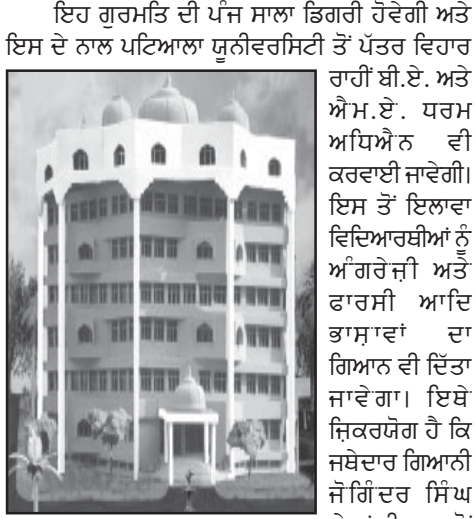 ਇਹ ਗੁਰਮਤਿ ਦੀ ਪੰਜ ਸਾਲਾ ਡਿਗਰੀ ਹੋਵੇਗੀ ਅਤੇ
ਇਸ ਦੇ ਨਾਲ ਪਟਿਆਲਾ ਯੂਨੀਵਰਸਿਟੀ ਤੋਂ ਪੱਤਰ ਵਿਹਾਰ
ਰਾਹੀਂ ਬੀ.ਏ. ਅਤੇ
ਐਮ.ਏ. ਧਰਮ
ਅਧਿਐਨ ਵੀ
ਕਰਵਾਈ ਜਾਵੇਗੀ।
ਇਸ ਤੋਂ ਇਲਾਵਾ
ਵਿਦਿਆਰਥੀਆਂ ਨੂੰ
ਅੰਗਰੇਜ਼ੀ ਅਤੇ
ਫਾਰਸੀ ਆਦਿ
ਭਾਸ਼ਾਵਾਂ ਦਾ
ਗਿਆਨ ਵੀ ਦਿੱਤਾ
ਜਾਵੇਗਾ। ਇਥੇ
ਜ਼ਿਕਰਯੋਗ ਹੈ ਕਿ
ਜਥੇਦਾਰ ਗਿਆਨੀ
ਜੋਗਿੰਦਰ ਸਿੰਘ